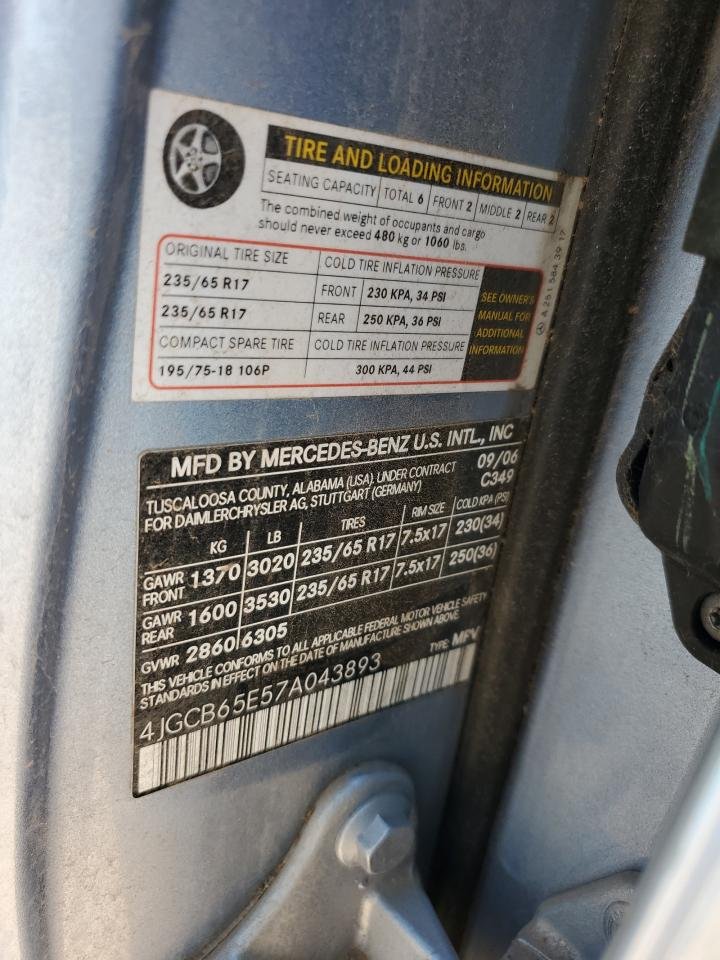 TIRE AND LOADING INFORMATION
SEATING CAPACITY TOTAL 6 FRONT 2 MIDDLE 2 REAR 2
The combined weight of occupants and cargo
should never exceed 480 kg or 1060 lbs.
ORIGINAL TIRE SIZE COLD TIRE INFLATION PRESSURE
235/65 R17 FRONT 230 KPA, 34 PSI
235/65 R17 REAR 250 KPA, 36 PSI
COMPACT SPARE TIRE COLD TIRE INFLATION PRESSURE
195/75-18 106P 300 KPA, 44 PSI
SEE OWNER'S
MANUAL FOR
ADDITIONAL
INFORMATION
A 251 584 39 17
MFD BY MERCEDES-BENZ U.S. INTL., INC
TUSCALOOSA COUNTY, ALABAMA (USA). UNDER CONTRACT 09/06
FOR DAIMLERCHRYSLER AG, STUTTGART (GERMANY) C349
KG LB TIRES RIM SIZE COLD KPA (PSI)
GAWR FRONT 1370 3020 235/65 R17 7.5x17 230(34)
GAWR REAR 1600 3530 235/65 R17 7.5x17 250(36)
GVWR 2860 6305
THIS VEHICLE CONFORMS TO ALL APPLICABLE FEDERAL MOTOR VEHICLE SAFETY
STANDARDS IN EFFECT ON THE DATE OF MANUFACTURE SHOWN ABOVE.
TYPE: MPV
4JGCB65E57A043893